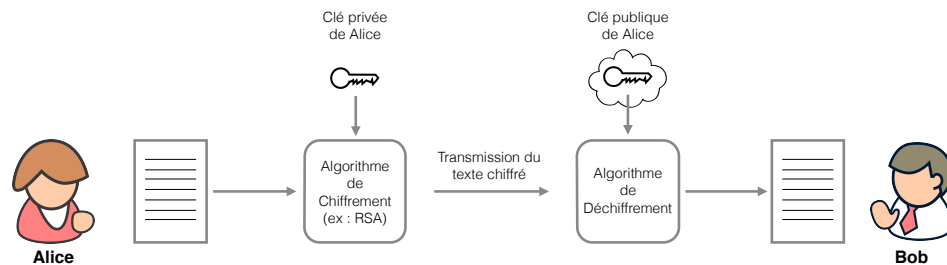 Clé privée
de Alice
Clé publique
de Alice
Algorithme
de
Chiffrement
(ex : RSA)
Transmission du
texte chiffré
Algorithme
de
Déchiffrement
Alice
Bob